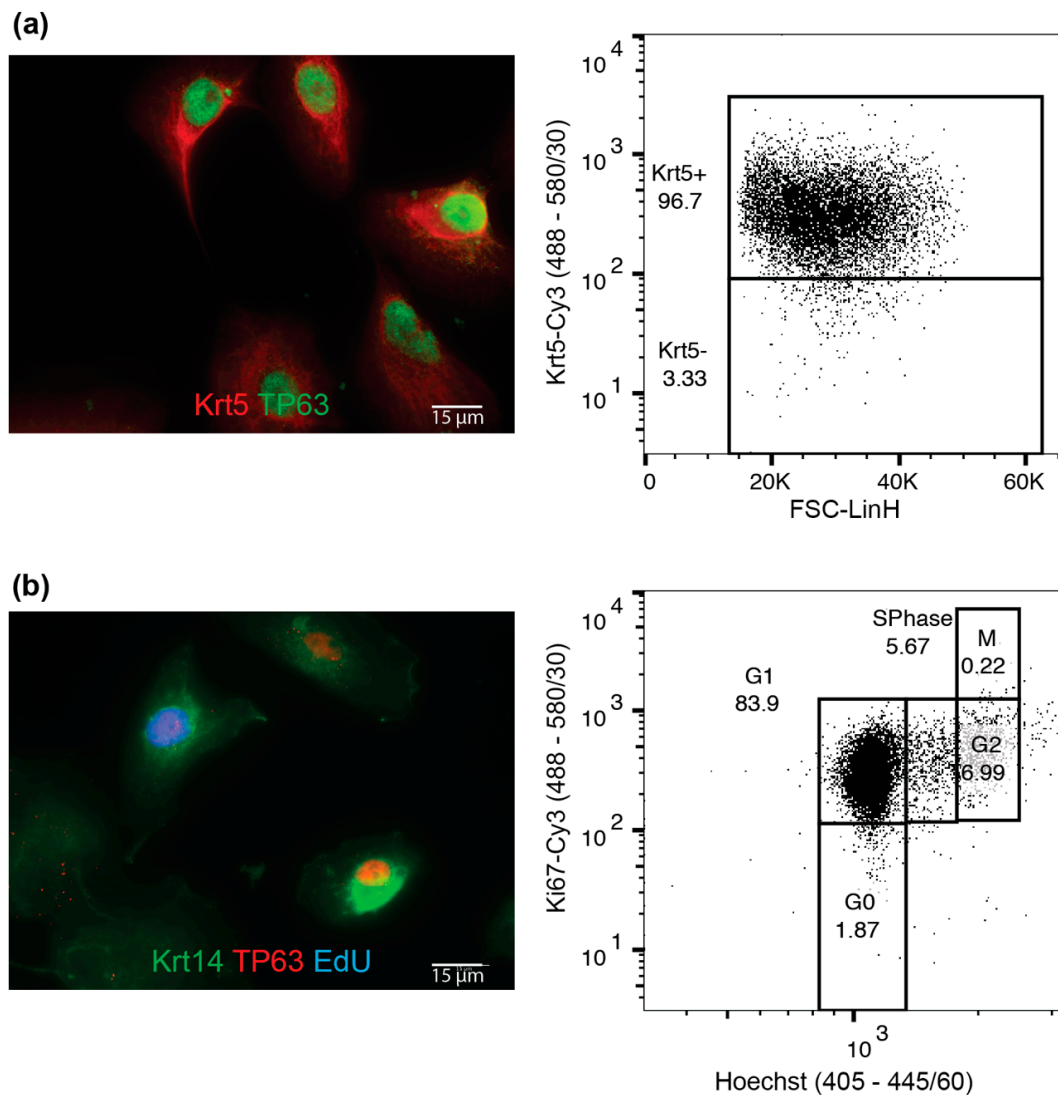 (a)
Krt5 TP63
15 µm
Krt5-Cy3 (488 - 580/30)
10 4
10 3
10 2
10 1
Krt5+
96.7
Krt5-
3.33
0
20K
40K
60K
FSC-LinH
(b)
Krt14 TP63 EdU
15 µm
Ki67-Cy3 (488 - 580/30)
10 4
10 3
10 2
10 1
G1
83.9
SPhase
5.67
M
0.22
G2
6.99
G0
1.87
10 3
Hoechst (405 - 445/60)